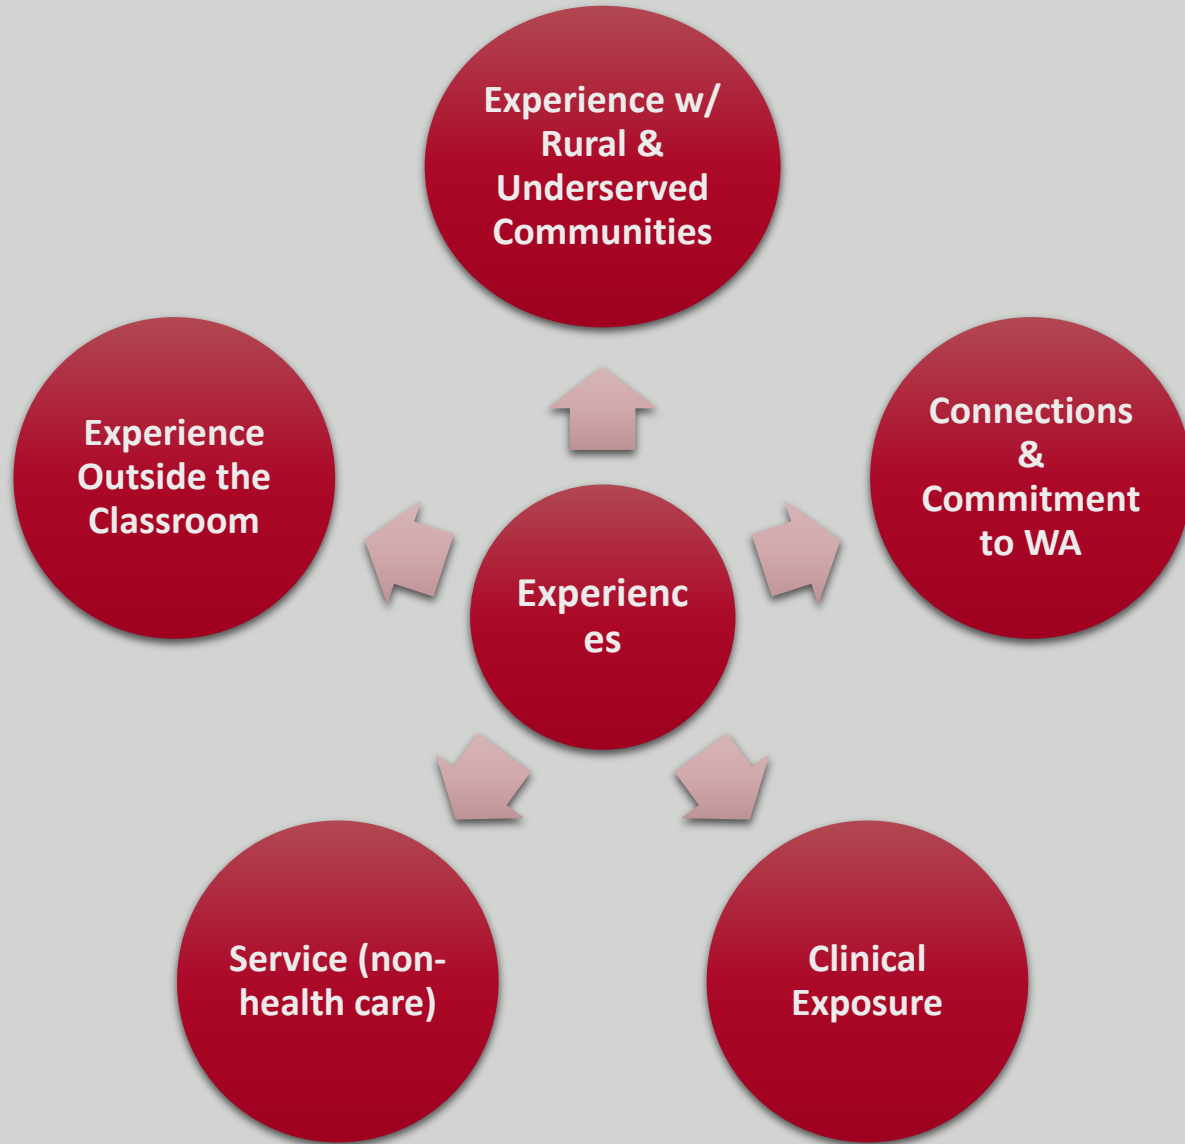 Experience w/
Rural &
Underserved
Communities
Experience
Outside the
Classroom
Connections
&
Commitment
to WA
Experienc
es
Service (non-
health care)
Clinical
Exposure